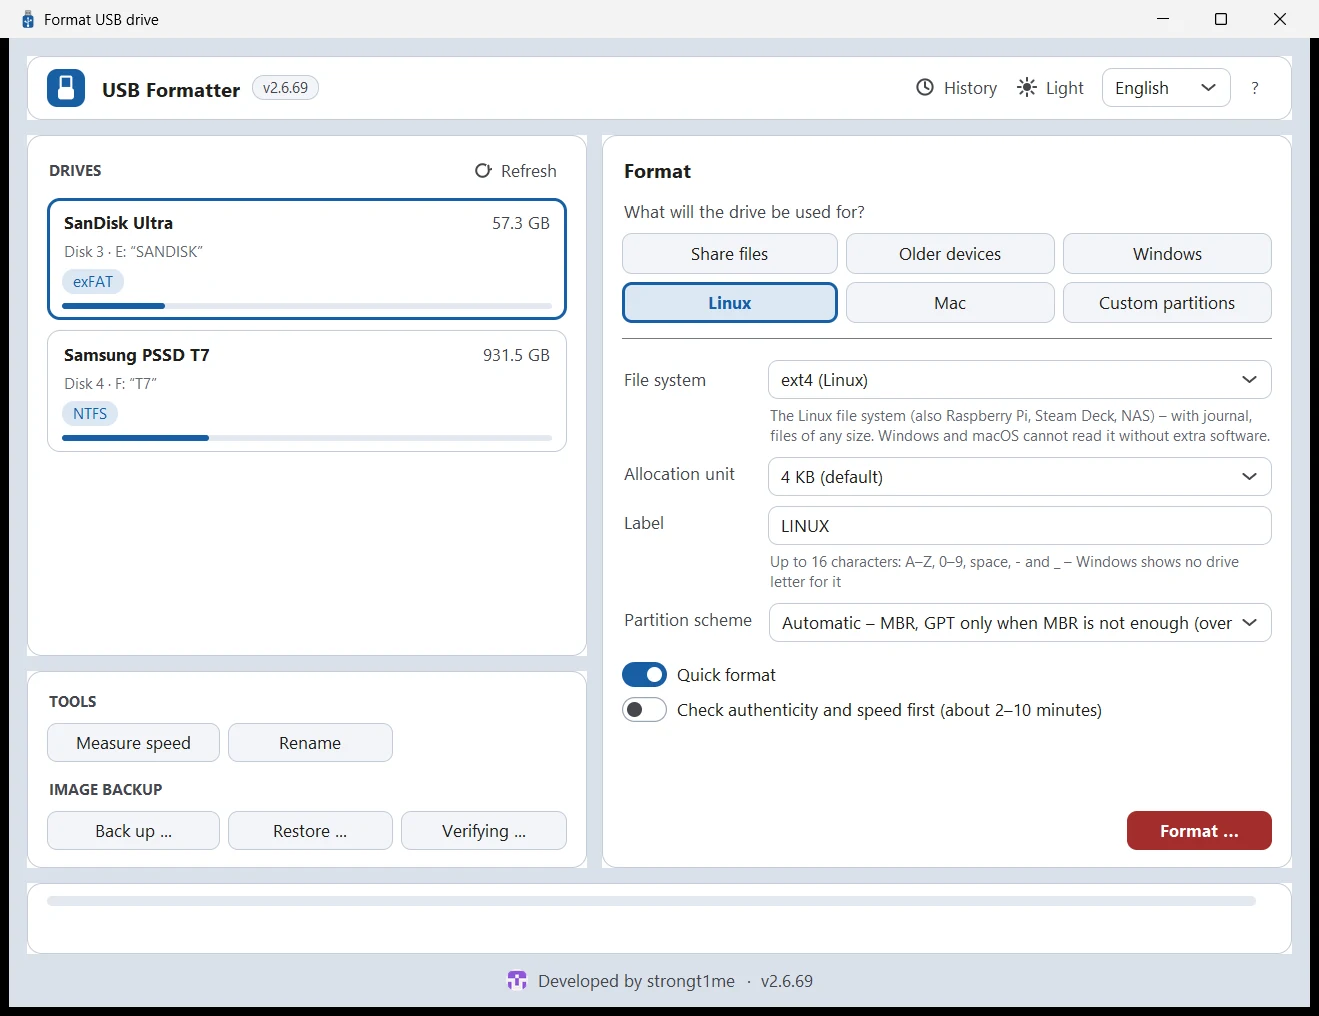 Format USB drive
USB Formatter
v2.6.69
History
Light
English
?
DRIVES
Refresh
SanDisk Ultra
57.3 GB
Disk 3 · E: “SANDISK”
exFAT
Samsung PSSD T7
931.5 GB
Disk 4 · F: “T7”
NTFS
TOOLS
Measure speed
Rename
IMAGE BACKUP
Back up ...
Restore ...
Verifying ...
Format
What will the drive be used for?
Share files
Older devices
Windows
Linux
Mac
Custom partitions
File system
ext4 (Linux)
The Linux file system (also Raspberry Pi, Steam Deck, NAS) – with journal,
files of any size. Windows and macOS cannot read it without extra software.
Allocation unit
4 KB (default)
Label
LINUX
Up to 16 characters: A–Z, 0–9, space, - and _ – Windows shows no drive
letter for it
Partition scheme
Automatic – MBR, GPT only when MBR is not enough (over
Quick format
Check authenticity and speed first (about 2–10 minutes)
Format ...
Developed by strongt1me · v2.6.69